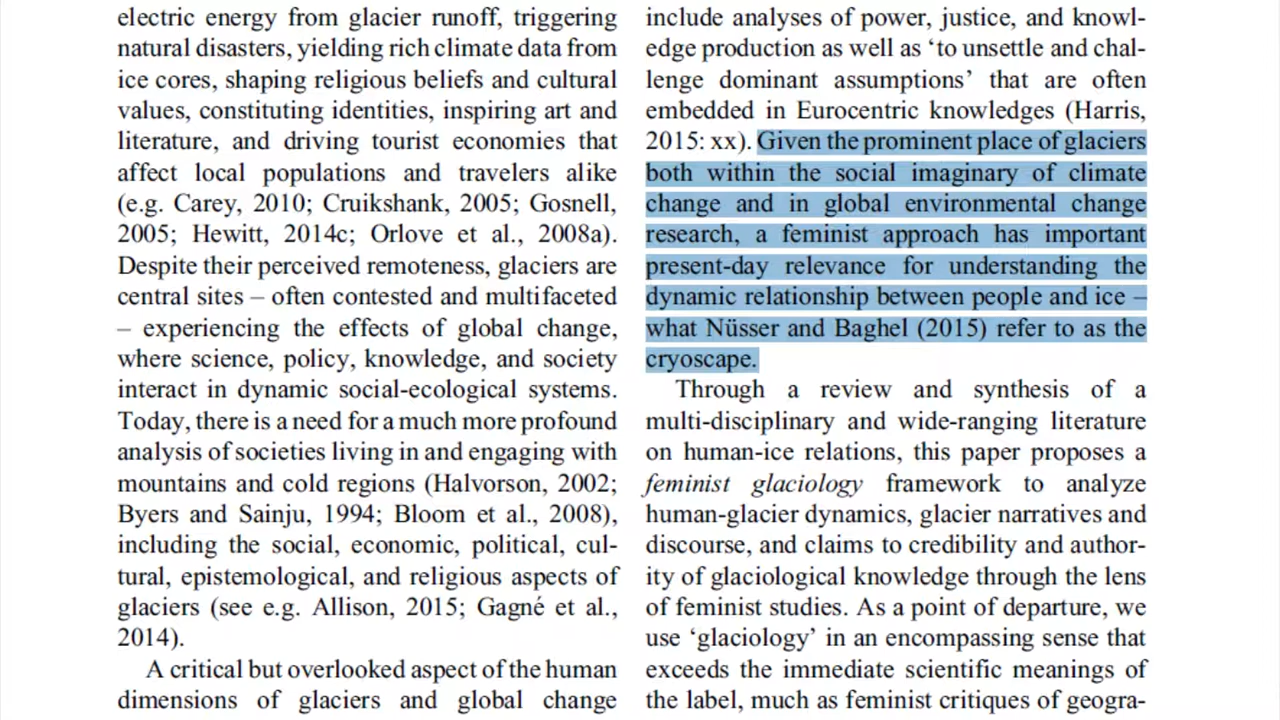 electric energy from glacier runoff, triggering
natural disasters, yielding rich climate data from
ice cores, shaping religious beliefs and cultural
values, constituting identities, inspiring art and
literature, and driving tourist economies that
affect local populations and travelers alike
(e.g. Carey, 2010; Cruikshank, 2005; Gosnell,
2005; Hewitt, 2014c; Orlove et al., 2008a).
Despite their perceived remoteness, glaciers are
central sites – often contested and multifaceted
– experiencing the effects of global change,
where science, policy, knowledge, and society
interact in dynamic social-ecological systems.
Today, there is a need for a much more profound
analysis of societies living in and engaging with
mountains and cold regions (Halvorson, 2002;
Byers and Sainju, 1994; Bloom et al., 2008),
including the social, economic, political, cul-
tural, epistemological, and religious aspects of
glaciers (see e.g. Allison, 2015; Gagné et al.,
2014).
A critical but overlooked aspect of the human
dimensions of glaciers and global change
include analyses of power, justice, and knowl-
edge production as well as ‘to unsettle and chal-
lenge dominant assumptions’ that are often
embedded in Eurocentric knowledges (Harris,
2015: xx). Given the prominent place of glaciers
both within the social imaginary of climate
change and in global environmental change
research, a feminist approach has important
present-day relevance for understanding the
dynamic relationship between people and ice –
what Nüsser and Baghel (2015) refer to as the
cryoscape.
Through a review and synthesis of a
multi-disciplinary and wide-ranging literature
on human-ice relations, this paper proposes a
feminist glaciology framework to analyze
human-glacier dynamics, glacier narratives and
discourse, and claims to credibility and author-
ity of glaciological knowledge through the lens
of feminist studies. As a point of departure, we
use ‘glaciology’ in an encompassing sense that
exceeds the immediate scientific meanings of
the label, much as feminist critiques of geogra-